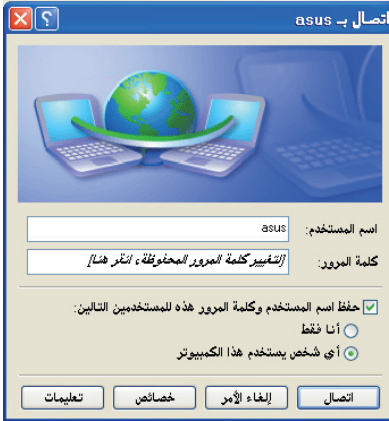 اتصال بـ asus
اسم المستخدم: asus
كلمة المرور: [لتغيير كلمة المرور المحفوظة، انقر هنا]
حفظ اسم المستخدم وكلمة المرور هذه للمستخدمين التالين:
أنا فقط
أي شخص يستخدم هذا الكمبيوتر
اتصال إلغاء الأمر خصائص تعليمات